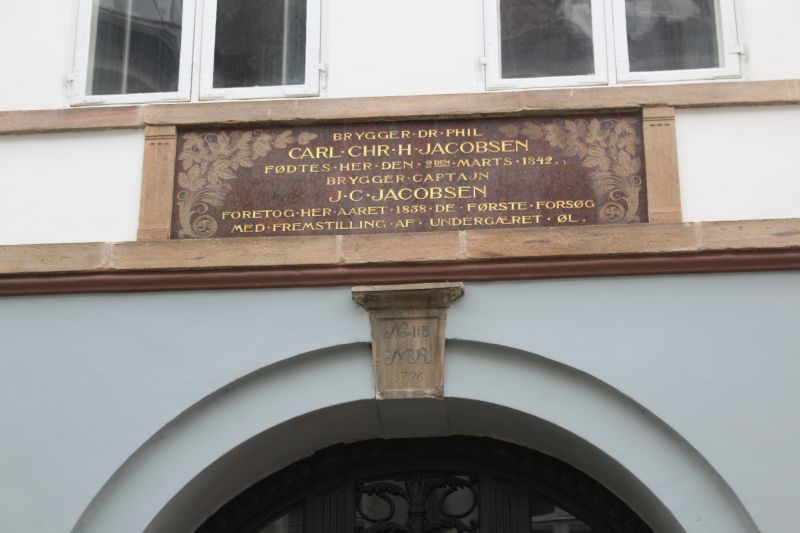 BRYGGER·DR·PHIL
CARL·CHR·H·JACOBSEN
FØDTES·HER·DEN·2DEN·MARTS·1842.
BRYGGER·CAPTAJN
J·C·JACOBSEN
FORETOG·HER·AARET·1838·DE·FØRSTE·FORSØG
MED·FREMSTILLING·AF·UNDERGÆRET·ØL.
No 113
1796